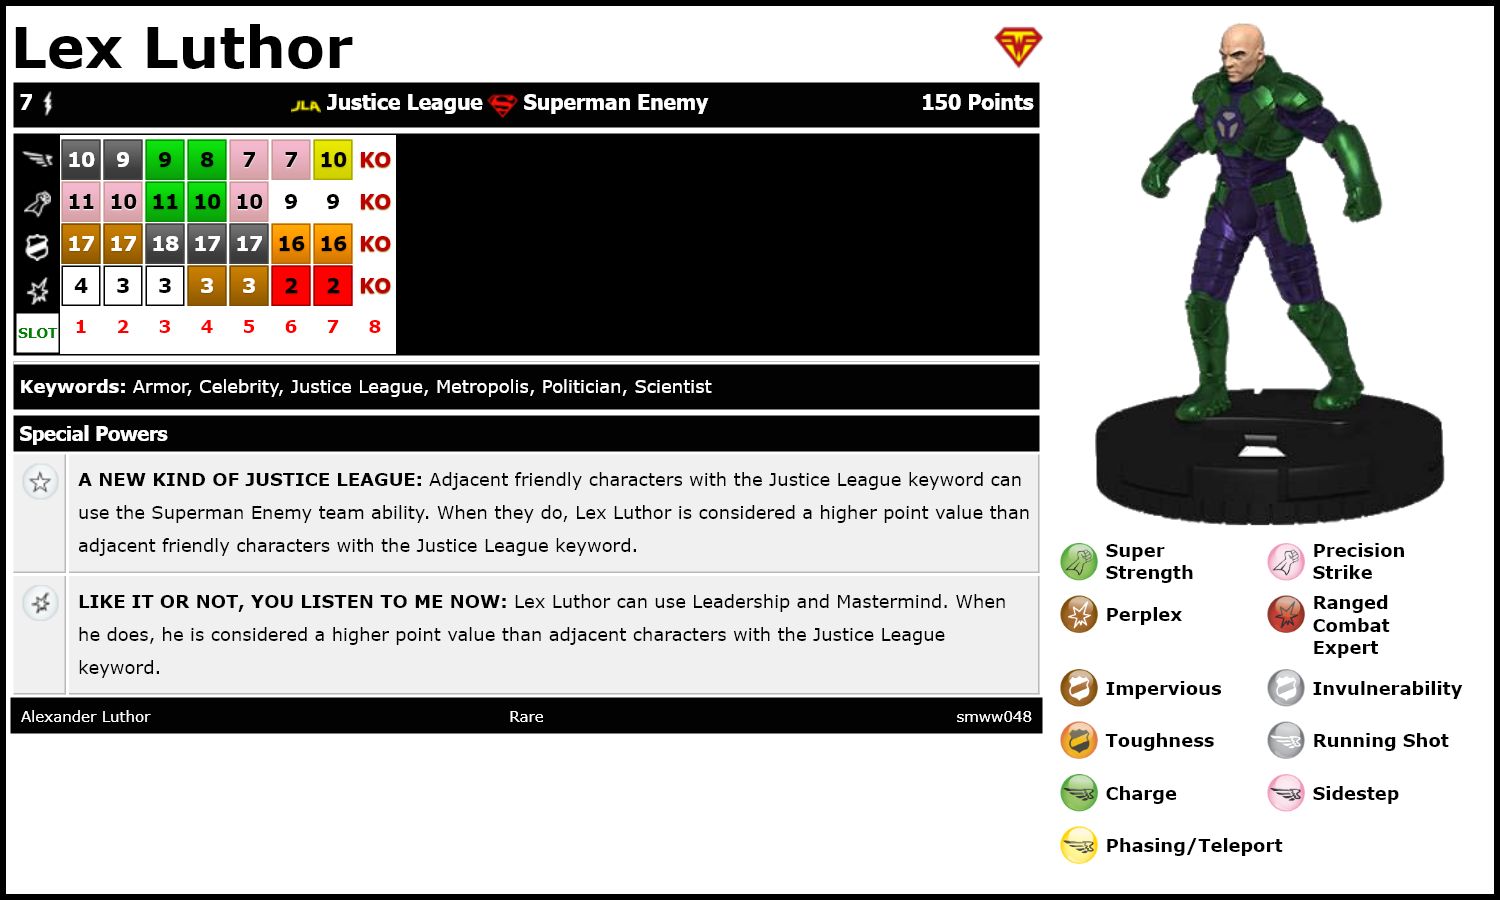 Lex Luthor
7 JLA Justice League Superman Enemy 150 Points
10 9 9 8 7 7 10 KO
11 10 11 10 10 9 9 KO
17 17 18 17 17 16 16 KO
4 3 3 3 3 2 2 KO
SLOT 1 2 3 4 5 6 7 8
Keywords: Armor, Celebrity, Justice League, Metropolis, Politician, Scientist
Special Powers
A NEW KIND OF JUSTICE LEAGUE: Adjacent friendly characters with the Justice League keyword can
use the Superman Enemy team ability. When they do, Lex Luthor is considered a higher point value than
adjacent friendly characters with the Justice League keyword.
LIKE IT OR NOT, YOU LISTEN TO ME NOW: Lex Luthor can use Leadership and Mastermind. When
he does, he is considered a higher point value than adjacent characters with the Justice League
keyword.
Alexander Luthor Rare smww048
Super
Strength
Precision
Strike
Perplex
Ranged
Combat
Expert
Impervious
Invulnerability
Toughness
Running Shot
Charge
Sidestep
Phasing/Teleport